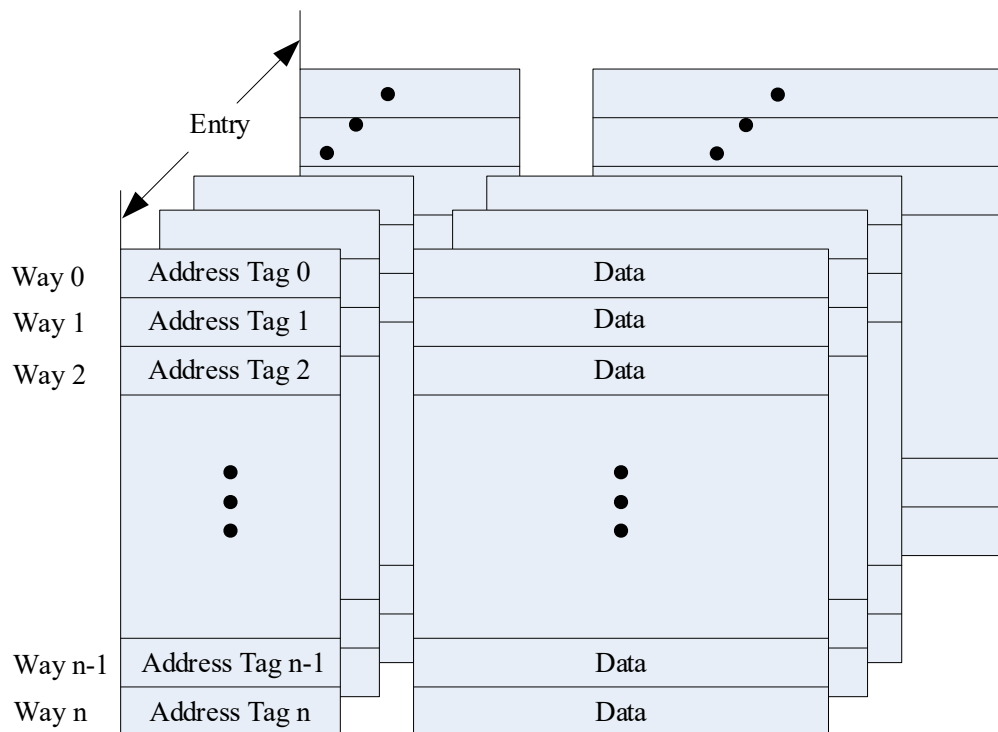 Entry
Way 0 Address Tag 0 Data
Way 1 Address Tag 1 Data
Way 2 Address Tag 2 Data
Way n-1 Address Tag n-1 Data
Way n Address Tag n Data